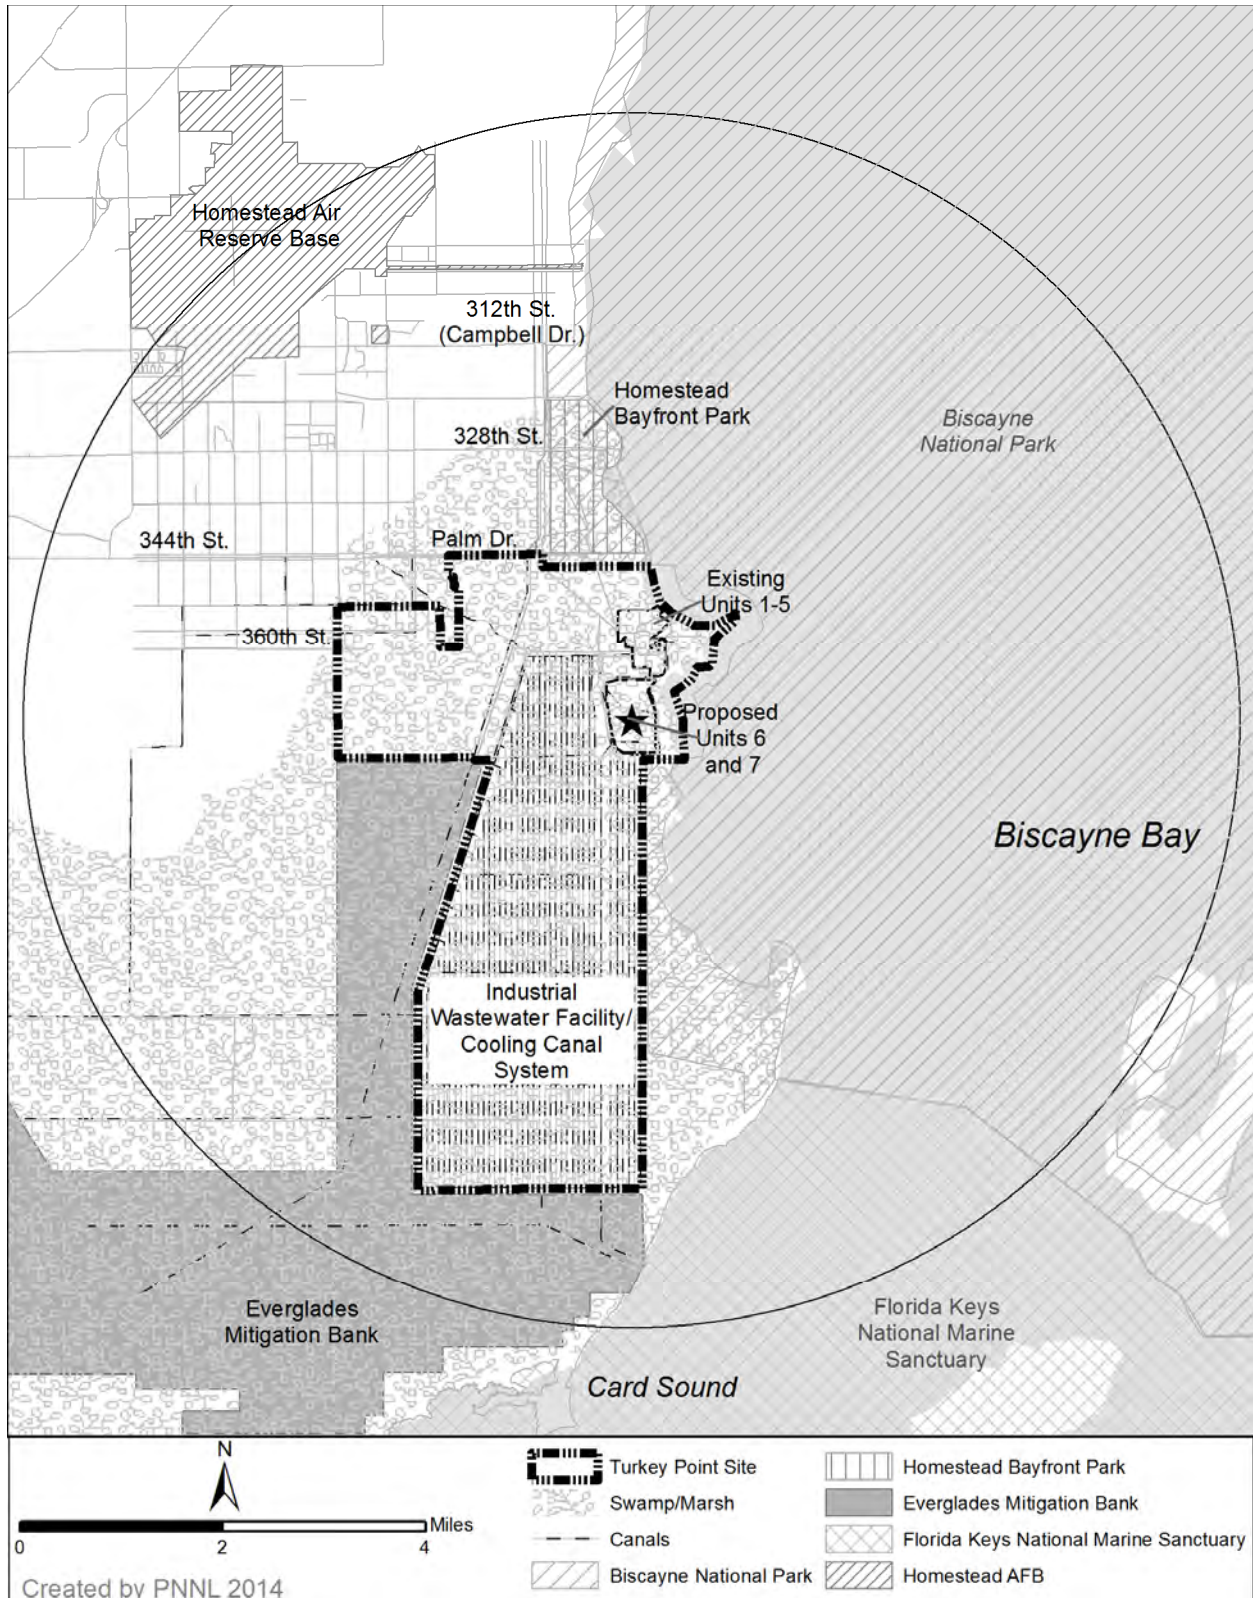 Homestead Air
Reserve Base
312th St.
(Campbell Dr.)
Homestead
Bayfront Park
Biscayne
National Park
328th St.
344th St.
Palm Dr.
Existing
Units 1-5
360th St.
Proposed
Units 6
and 7
Biscayne Bay
Industrial
Wastewater Facility/
Cooling Canal
System
Everglades
Mitigation Bank
Florida Keys
National Marine
Sanctuary
Card Sound
N
Miles
0 2 4
Created by PNNL 2014
Turkey Point Site
Swamp/Marsh
Canals
Biscayne National Park
Homestead Bayfront Park
Everglades Mitigation Bank
Florida Keys National Marine Sanctuary
Homestead AFB